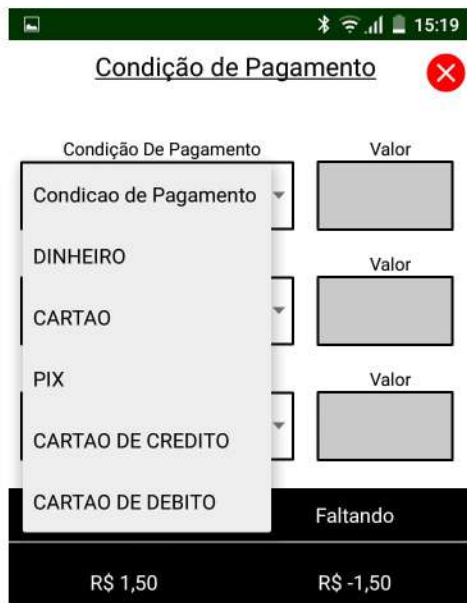 15:19
Condição de Pagamento
Condição De Pagamento
Valor
Condicao de Pagamento
DINHEIRO
Valor
CARTAO
PIX
Valor
CARTAO DE CREDITO
CARTAO DE DEBITO
Faltando
R$ 1,50
R$ -1,50